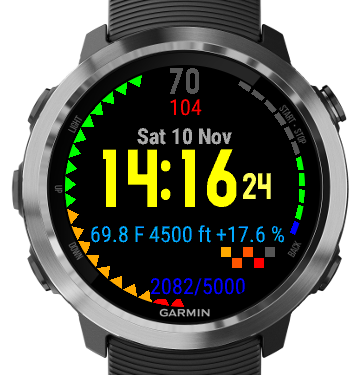 70
104
LIGHT
START · STOP
Sat 10 Nov
14:16 24
UP
69.8 F 4500 ft +17.6 %
DOWN
BACK
2082/5000
GARMIN